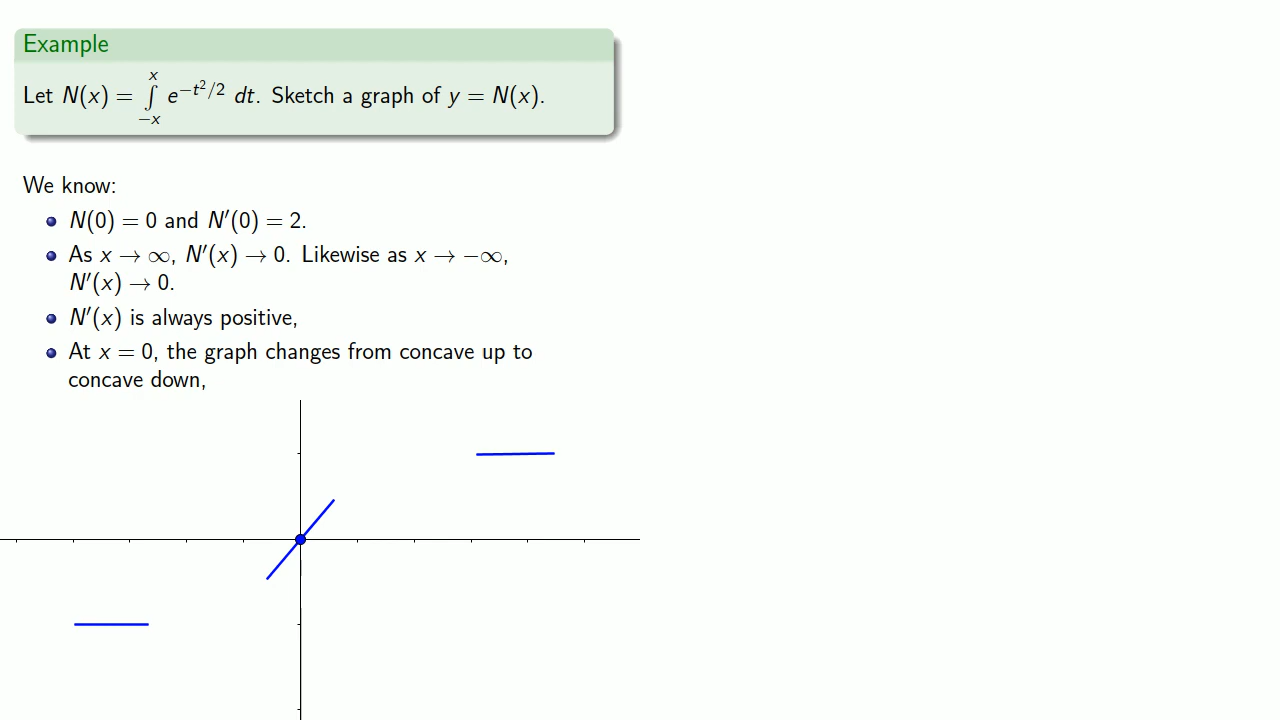 Example
Let N(x) = ∫_{−x}^{x} e^{−t²/2} dt. Sketch a graph of y = N(x).
We know:
N(0) = 0 and N′(0) = 2.
As x → ∞, N′(x) → 0. Likewise as x → −∞,
N′(x) → 0.
N′(x) is always positive,
At x = 0, the graph changes from concave up to
concave down,